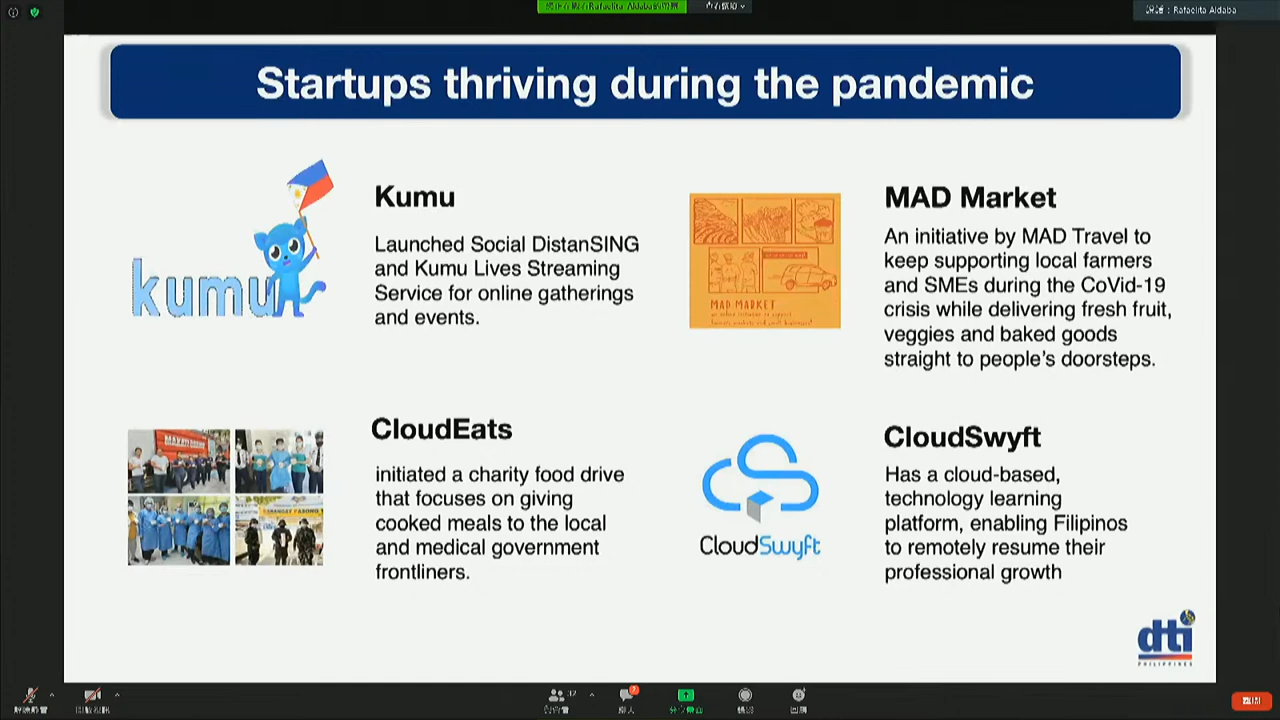 Rafaelita Aldaba
Startups thriving during the pandemic
kumu
Kumu
Launched Social DistanSING
and Kumu Lives Streaming
Service for online gatherings
and events.
MAD MARKET
MAD Market
An initiative by MAD Travel to
keep supporting local farmers
and SMEs during the CoVid-19
crisis while delivering fresh fruit,
veggies and baked goods
straight to people's doorsteps.
CloudEats
initiated a charity food drive
that focuses on giving
cooked meals to the local
and medical government
frontliners.
CloudSwyft
CloudSwyft
Has a cloud-based,
technology learning
platform, enabling Filipinos
to remotely resume their
professional growth
dti
PHILIPPINES